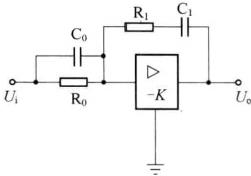 R₁
C₁
C₀
R₀
▷
-K
Uᵢ
Uₒ